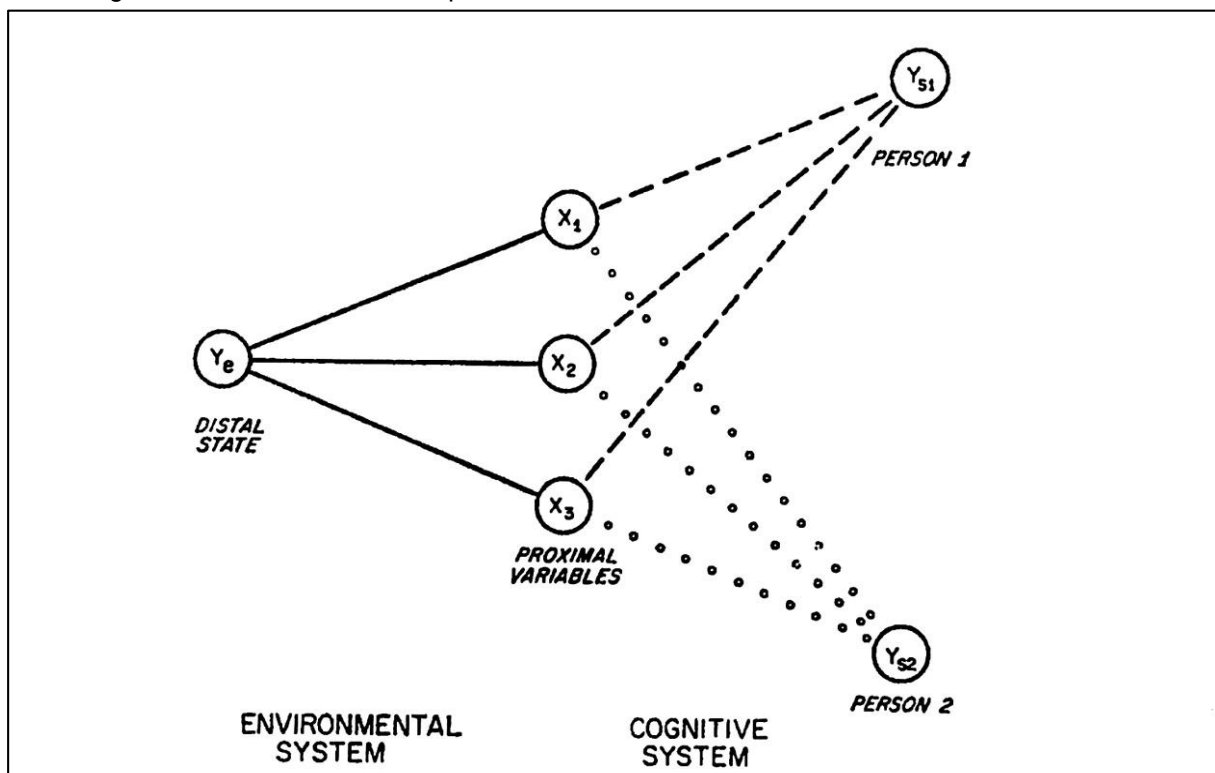 Y_S1
PERSON 1
X_1
Y_e
X_2
DISTAL
STATE
X_3
PROXIMAL
VARIABLES
Y_S2
PERSON 2
ENVIRONMENTAL
SYSTEM
COGNITIVE
SYSTEM